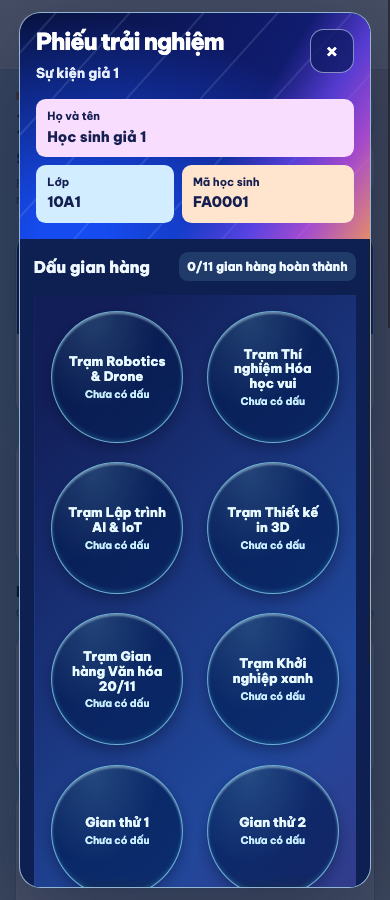 Phiếu trải nghiệm
×
Sự kiện giả 1
Họ và tên
Học sinh giả 1
Lớp
10A1
Mã học sinh
FA0001
Dấu gian hàng
0/11 gian hàng hoàn thành
Trạm Robotics
& Drone
Chưa có dấu
Trạm Thí
nghiệm Hóa
học vui
Chưa có dấu
Trạm Lập trình
AI & IoT
Chưa có dấu
Trạm Thiết kế
in 3D
Chưa có dấu
Trạm Gian
hàng Văn hóa
20/11
Chưa có dấu
Trạm Khởi
nghiệp xanh
Chưa có dấu
Gian thử 1
Chưa có dấu
Gian thử 2
Chưa có dấu